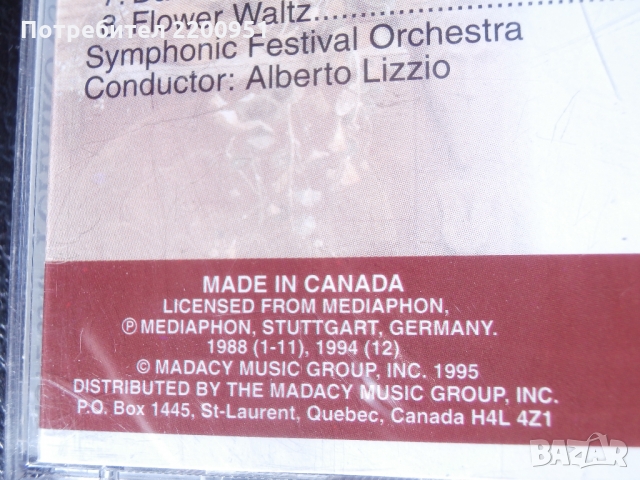 Потребител 2200951
3. Flower Waltz..............................
Symphonic Festival Orchestra
Conductor: Alberto Lizzio
MADE IN CANADA
LICENSED FROM MEDIAPHON,
℗ MEDIAPHON, STUTTGART, GERMANY.
1988 (1-11), 1994 (12)
© MADACY MUSIC GROUP, INC. 1995
DISTRIBUTED BY THE MADACY MUSIC GROUP, INC.
P.O. Box 1445, St-Laurent, Quebec, Canada H4L 4Z1
BAZAR